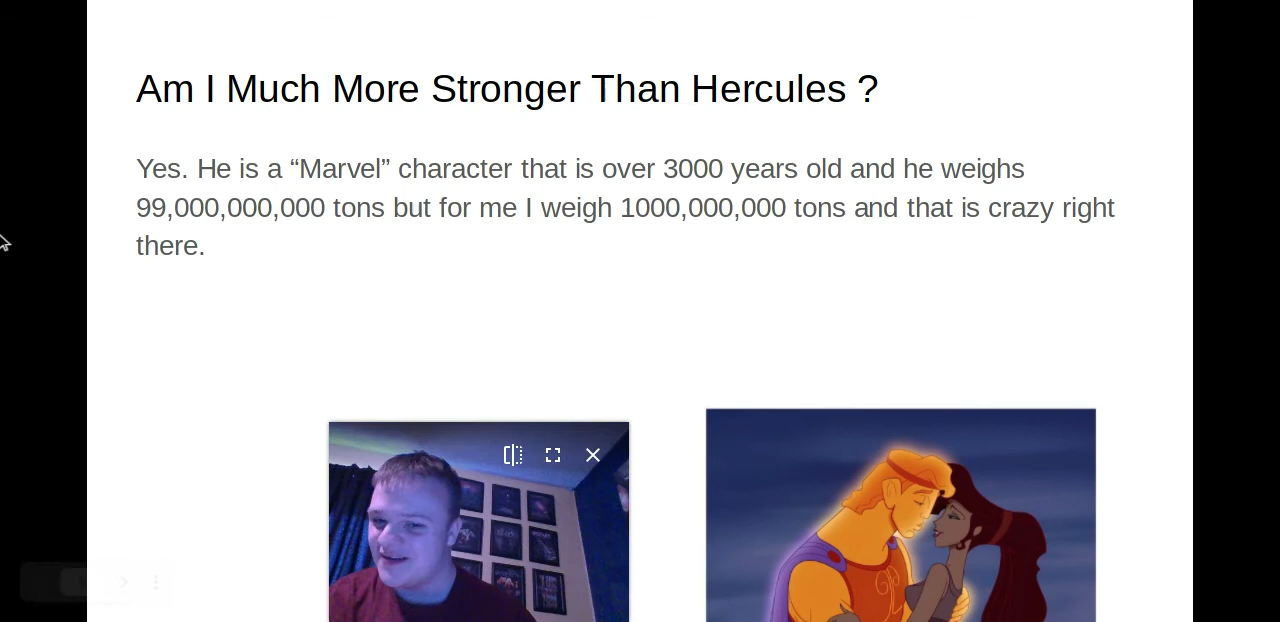 Am I Much More Stronger Than Hercules ?
Yes. He is a “Marvel” character that is over 3000 years old and he weighs
99,000,000,000 tons but for me I weigh 1000,000,000 tons and that is crazy right
there.